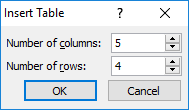 Insert Table ? X
Number of columns: 5
Number of rows: 4
OK Cancel